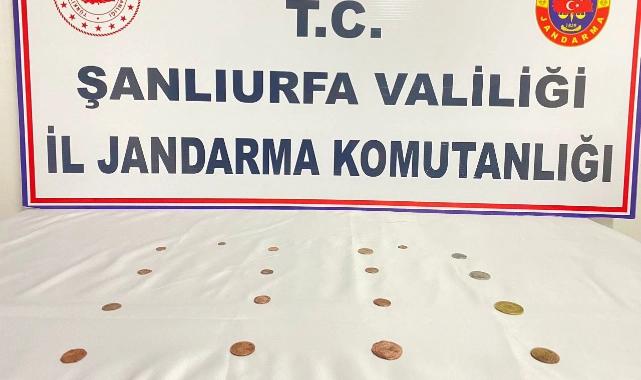 T.C.
ŞANLIURFA VALİLİĞİ
İL JANDARMA KOMUTANLIĞI
JANDARMA